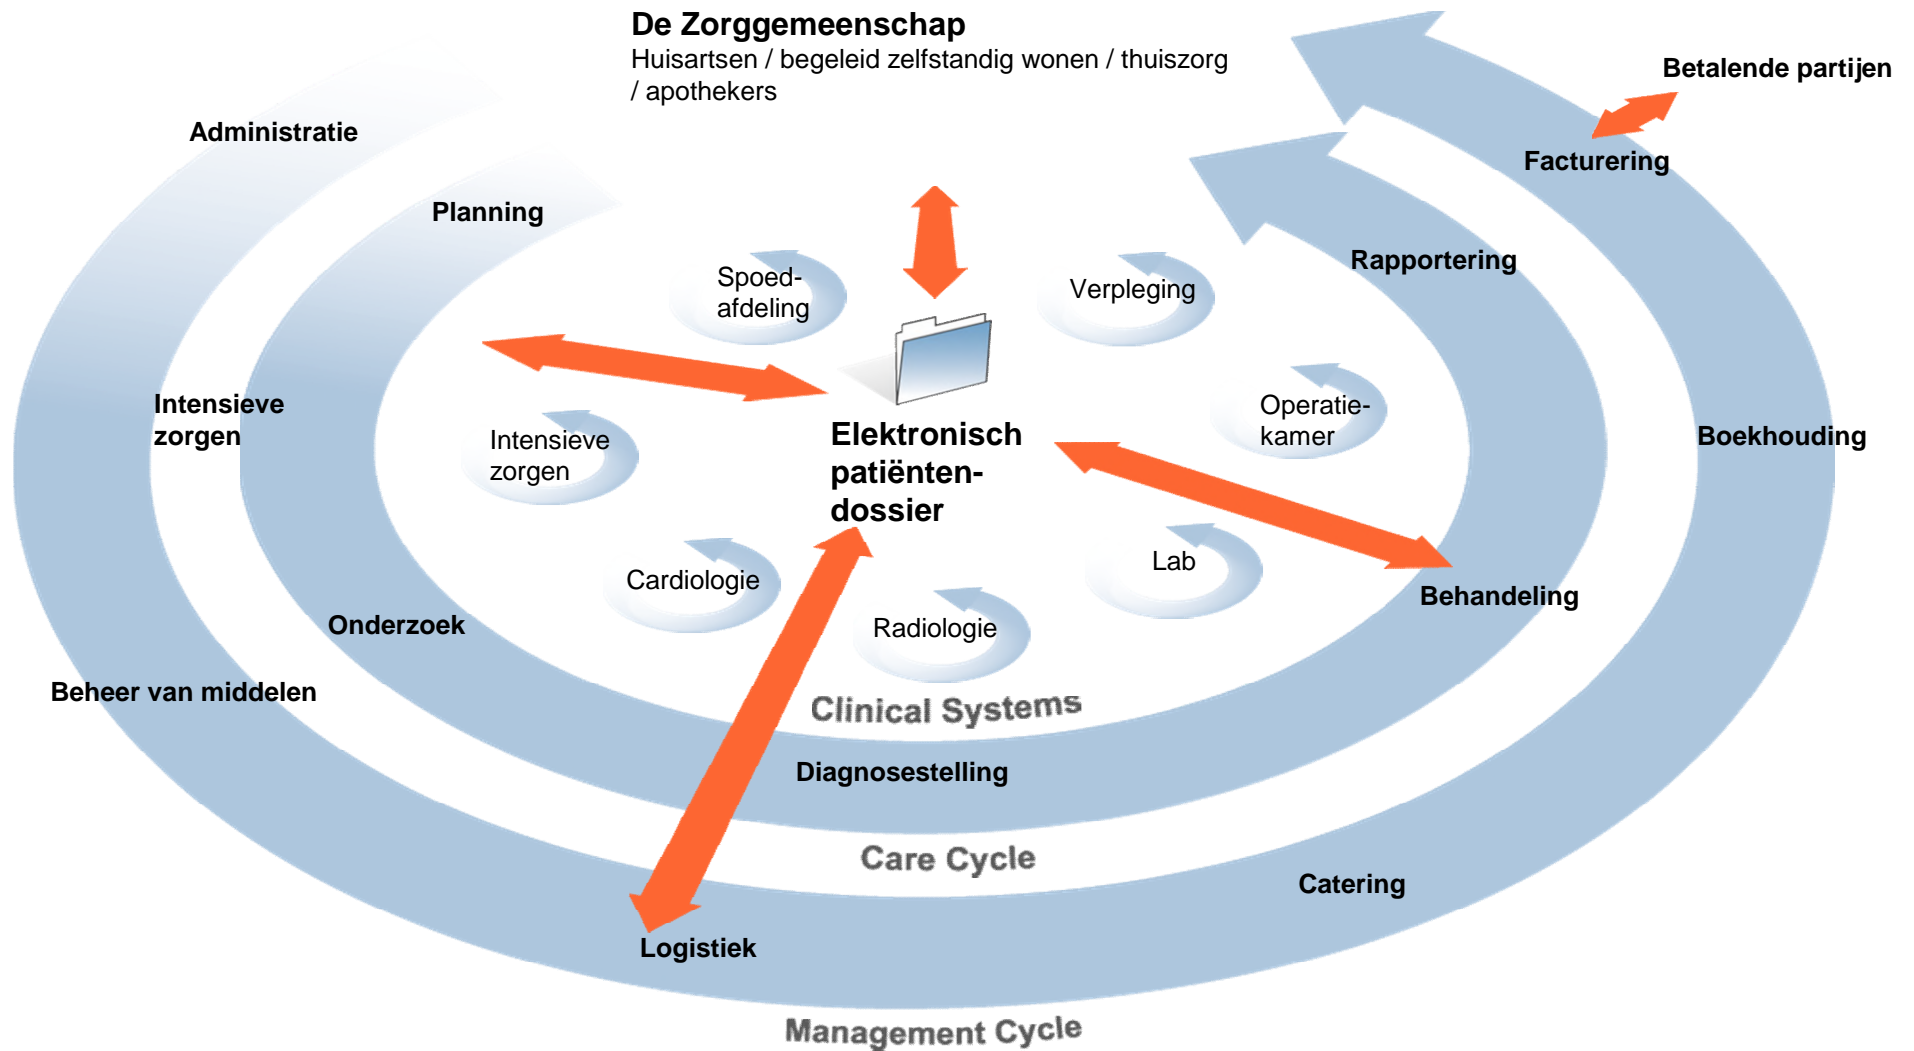 De Zorggemeenschap
Huisartsen / begeleid zelfstandig wonen / thuiszorg
/ apothekers
Betalende partijen
Administratie
Facturering
Planning
Rapportering
Spoed-
afdeling
Verpleging
Intensieve
zorgen
Intensieve
zorgen
Operatie-
kamer
Boekhouding
Elektronisch
patiënten-
dossier
Cardiologie
Lab
Behandeling
Onderzoek
Radiologie
Beheer van middelen
Clinical Systems
Diagnosestelling
Care Cycle
Catering
Logistiek
Management Cycle